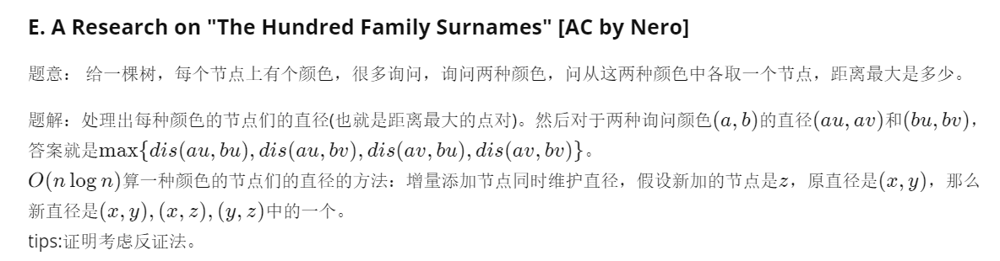 E. A Research on "The Hundred Family Surnames" [AC by Nero]
题意： 给一棵树，每个节点上有个颜色，很多询问，询问两种颜色，问从这两种颜色中各取一个节点，距离最大是多少。
题解：处理出每种颜色的节点们的直径(也就是距离最大的点对)。然后对于两种询问颜色(a, b)的直径(au, av)和(bu, bv)，
答案就是max{dis(au, bu), dis(au, bv), dis(av, bu), dis(av, bv)}。
O(n log n)算一种颜色的节点们的直径的方法：增量添加节点同时维护直径，假设新加的节点是z，原直径是(x, y)，那么
新直径是(x, y), (x, z), (y, z)中的一个。
tips:证明考虑反证法。